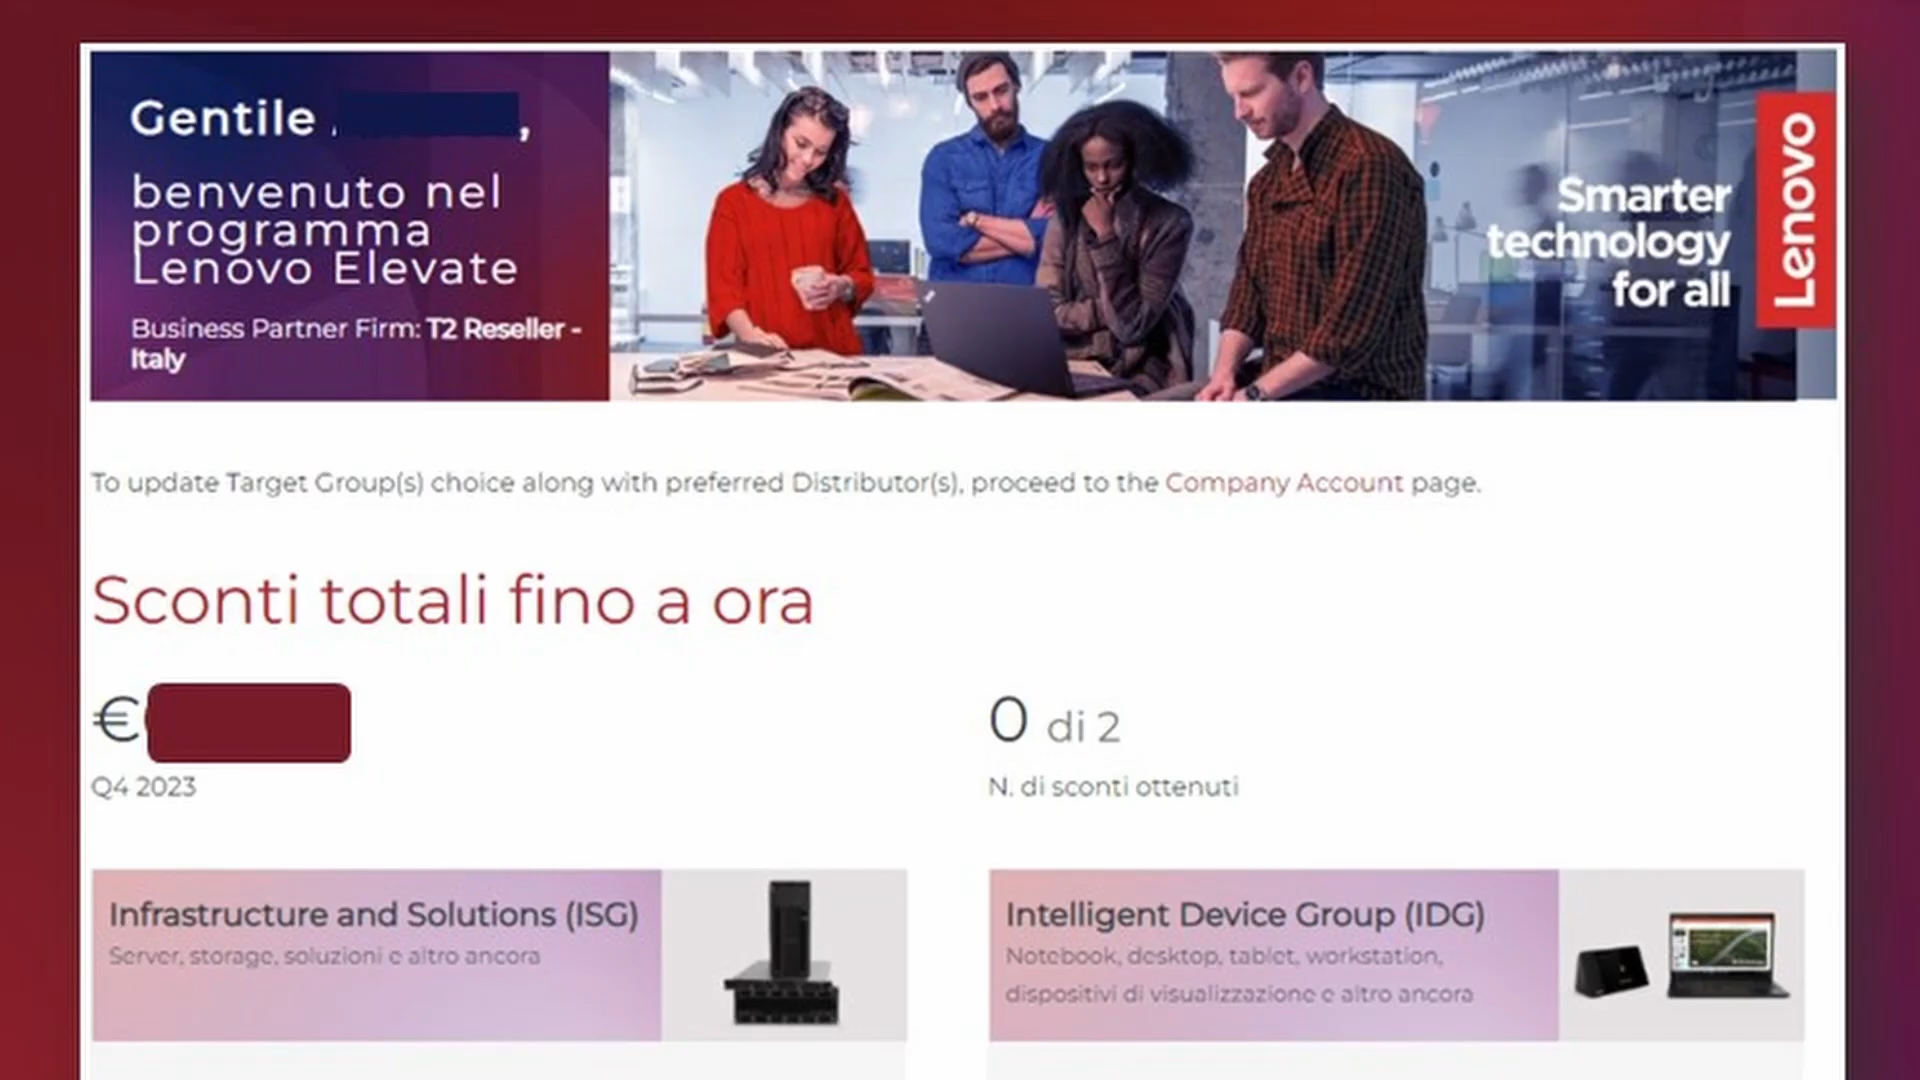 Gentile ,
benvenuto nel
programma
Lenovo Elevate
Business Partner Firm: T2 Reseller -
Italy
Smarter
technology
for all
Lenovo
To update Target Group(s) choice along with preferred Distributor(s), proceed to the Company Account page.
Sconti totali fino a ora
€
Q4 2023
0 di 2
N. di sconti ottenuti
Infrastructure and Solutions (ISG)
Server, storage, soluzioni e altro ancora
Intelligent Device Group (IDG)
Notebook, desktop, tablet, workstation,
dispositivi di visualizzazione e altro ancora